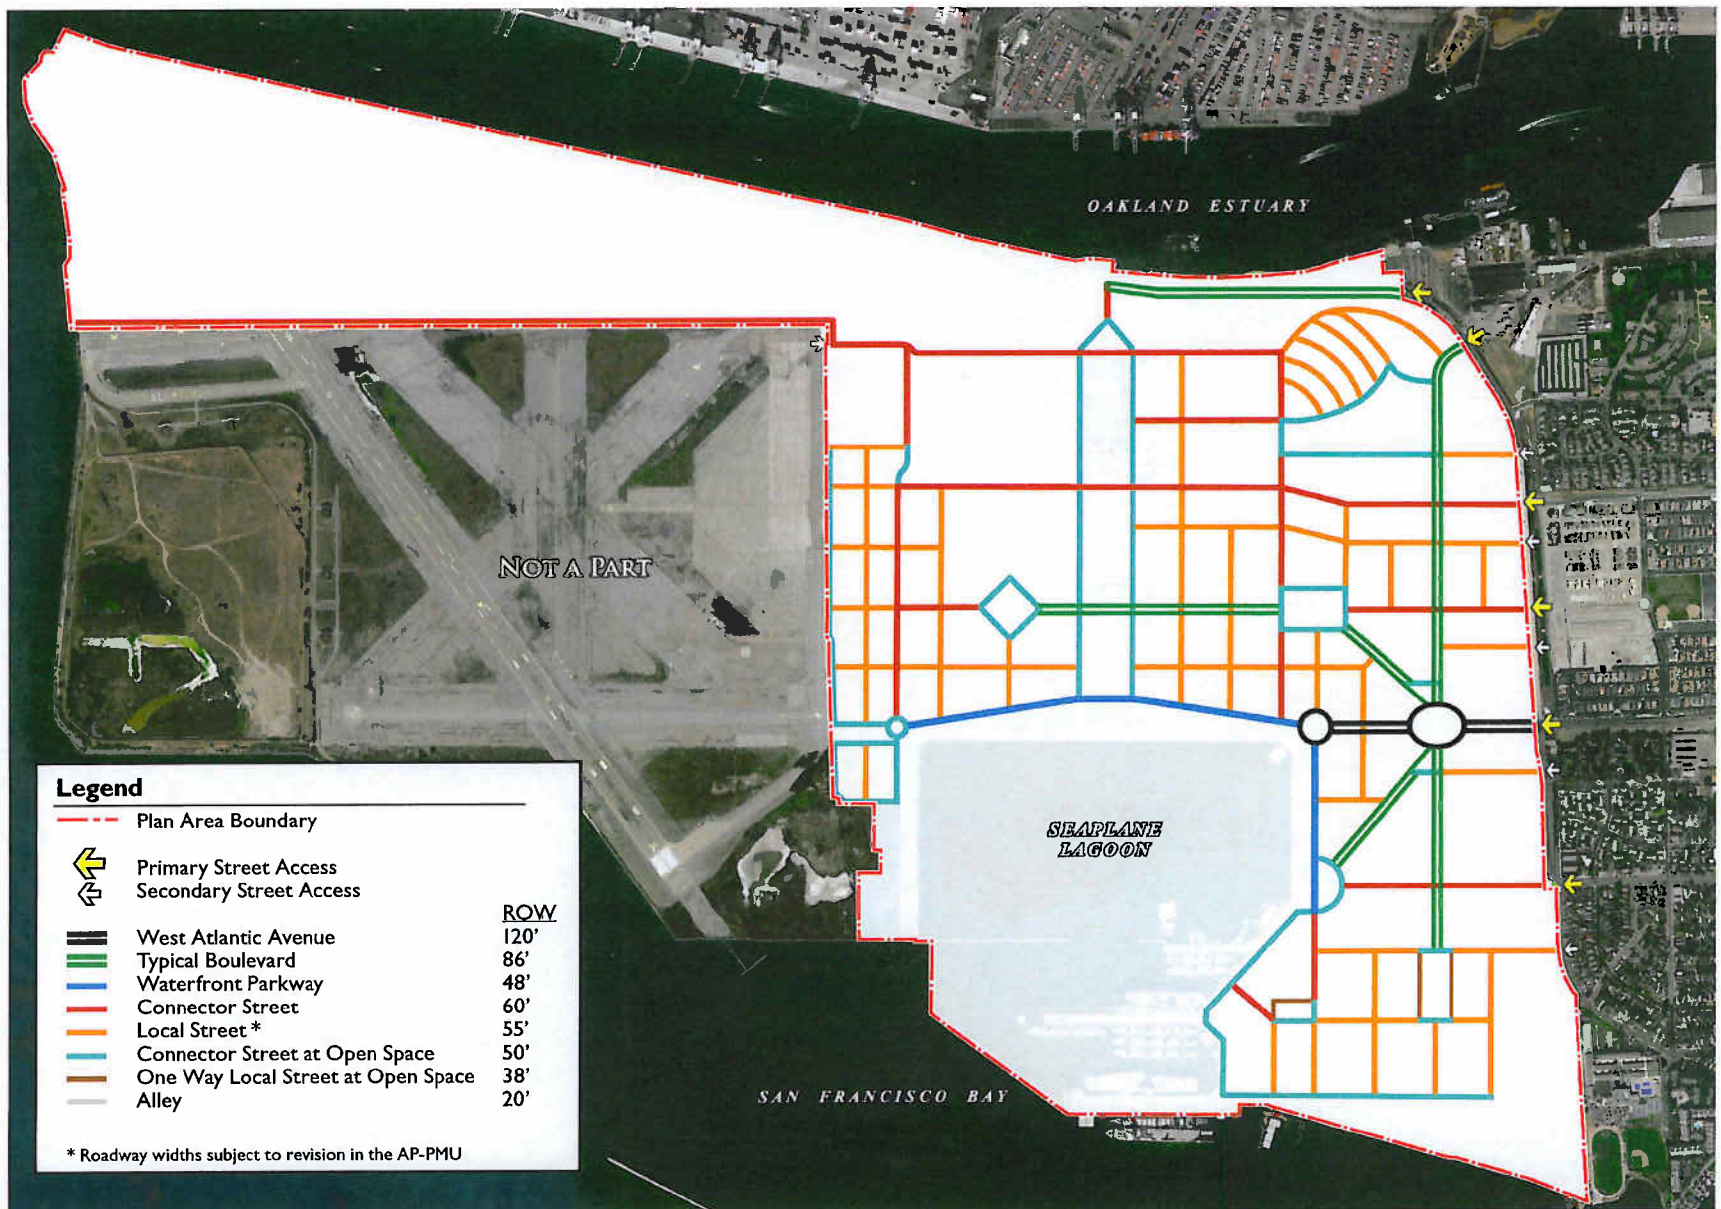 OAKLAND ESTUARY
NOT A PART
SEAPLANE
LAGOON
SAN FRANCISCO BAY
Legend
Plan Area Boundary
Primary Street Access
Secondary Street Access
ROW
West Atlantic Avenue 120'
Typical Boulevard 86'
Waterfront Parkway 48'
Connector Street 60'
Local Street * 55'
Connector Street at Open Space 50'
One Way Local Street at Open Space 38'
Alley 20'
* Roadway widths subject to revision in the AP-PMU